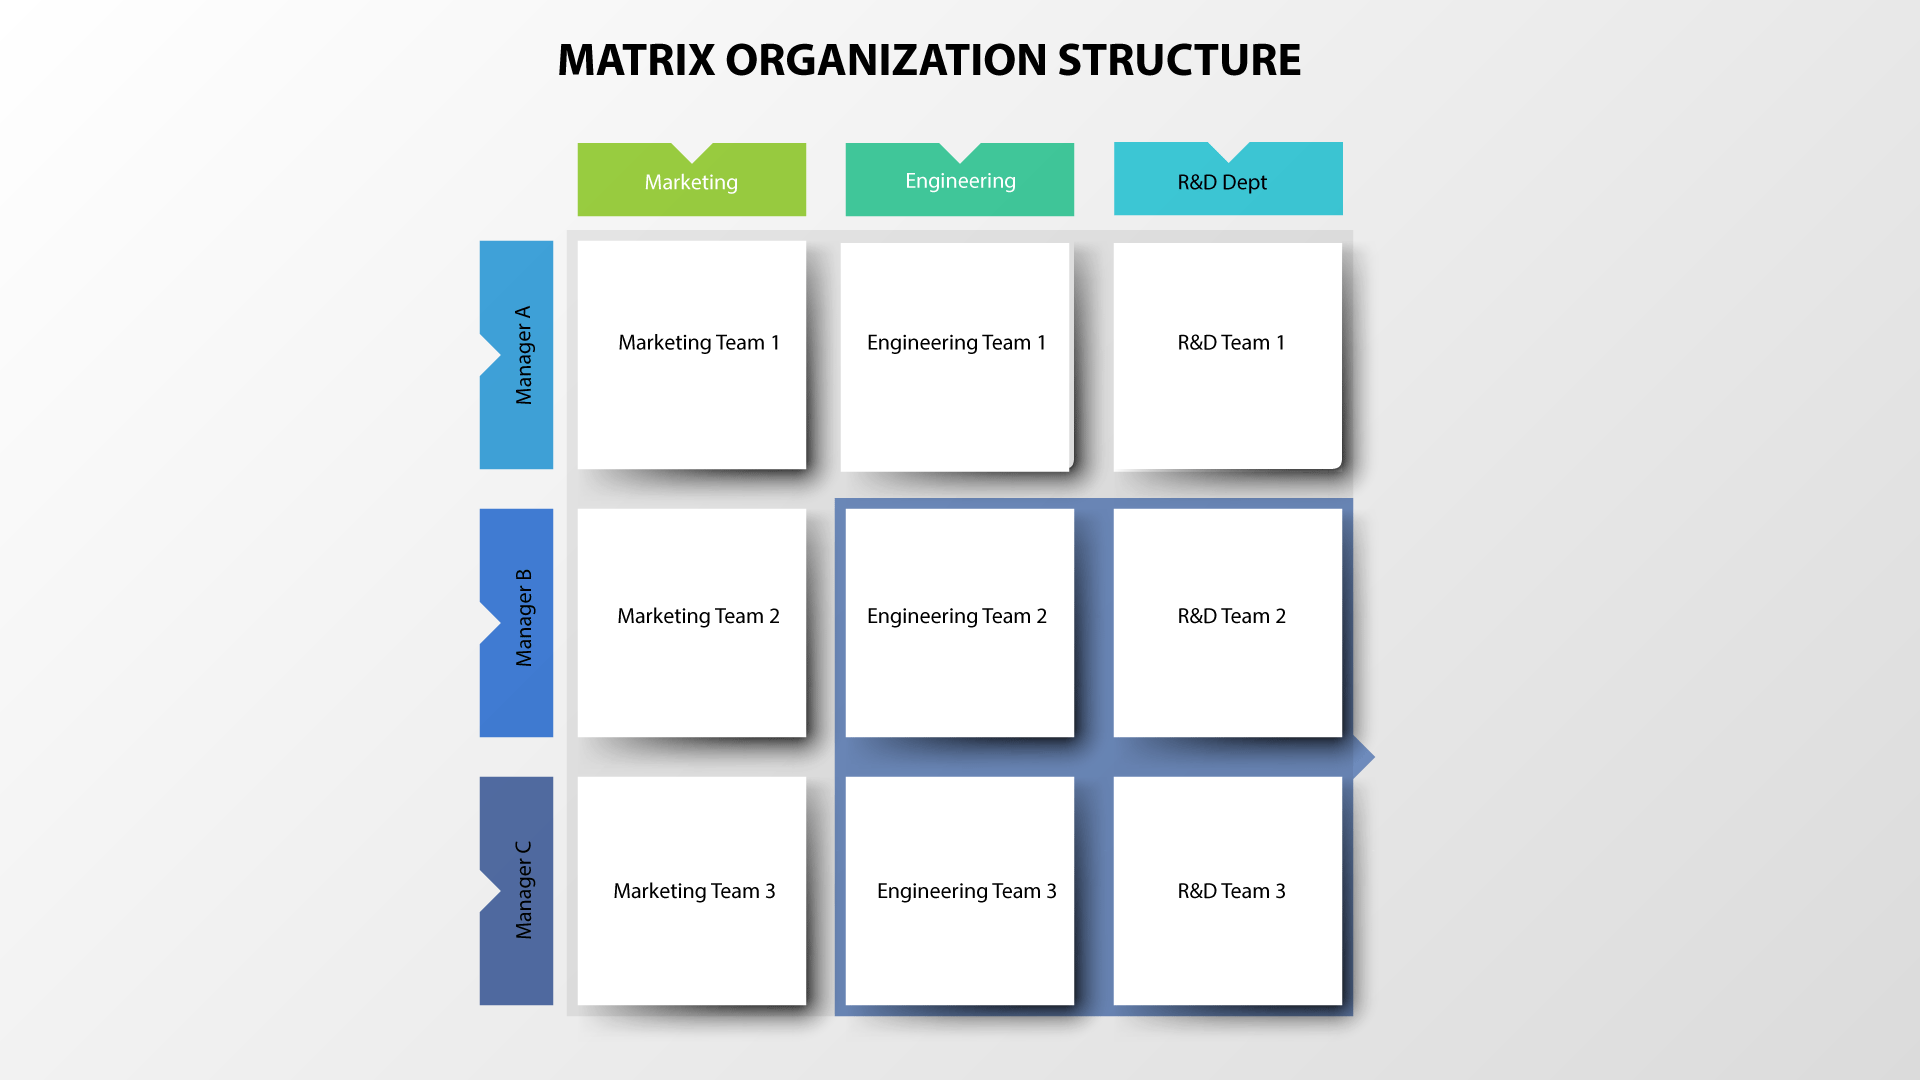 MATRIX ORGANIZATION STRUCTURE
Marketing
Engineering
R&D Dept
Manager A
Marketing Team 1
Engineering Team 1
R&D Team 1
Manager B
Marketing Team 2
Engineering Team 2
R&D Team 2
Manager C
Marketing Team 3
Engineering Team 3
R&D Team 3